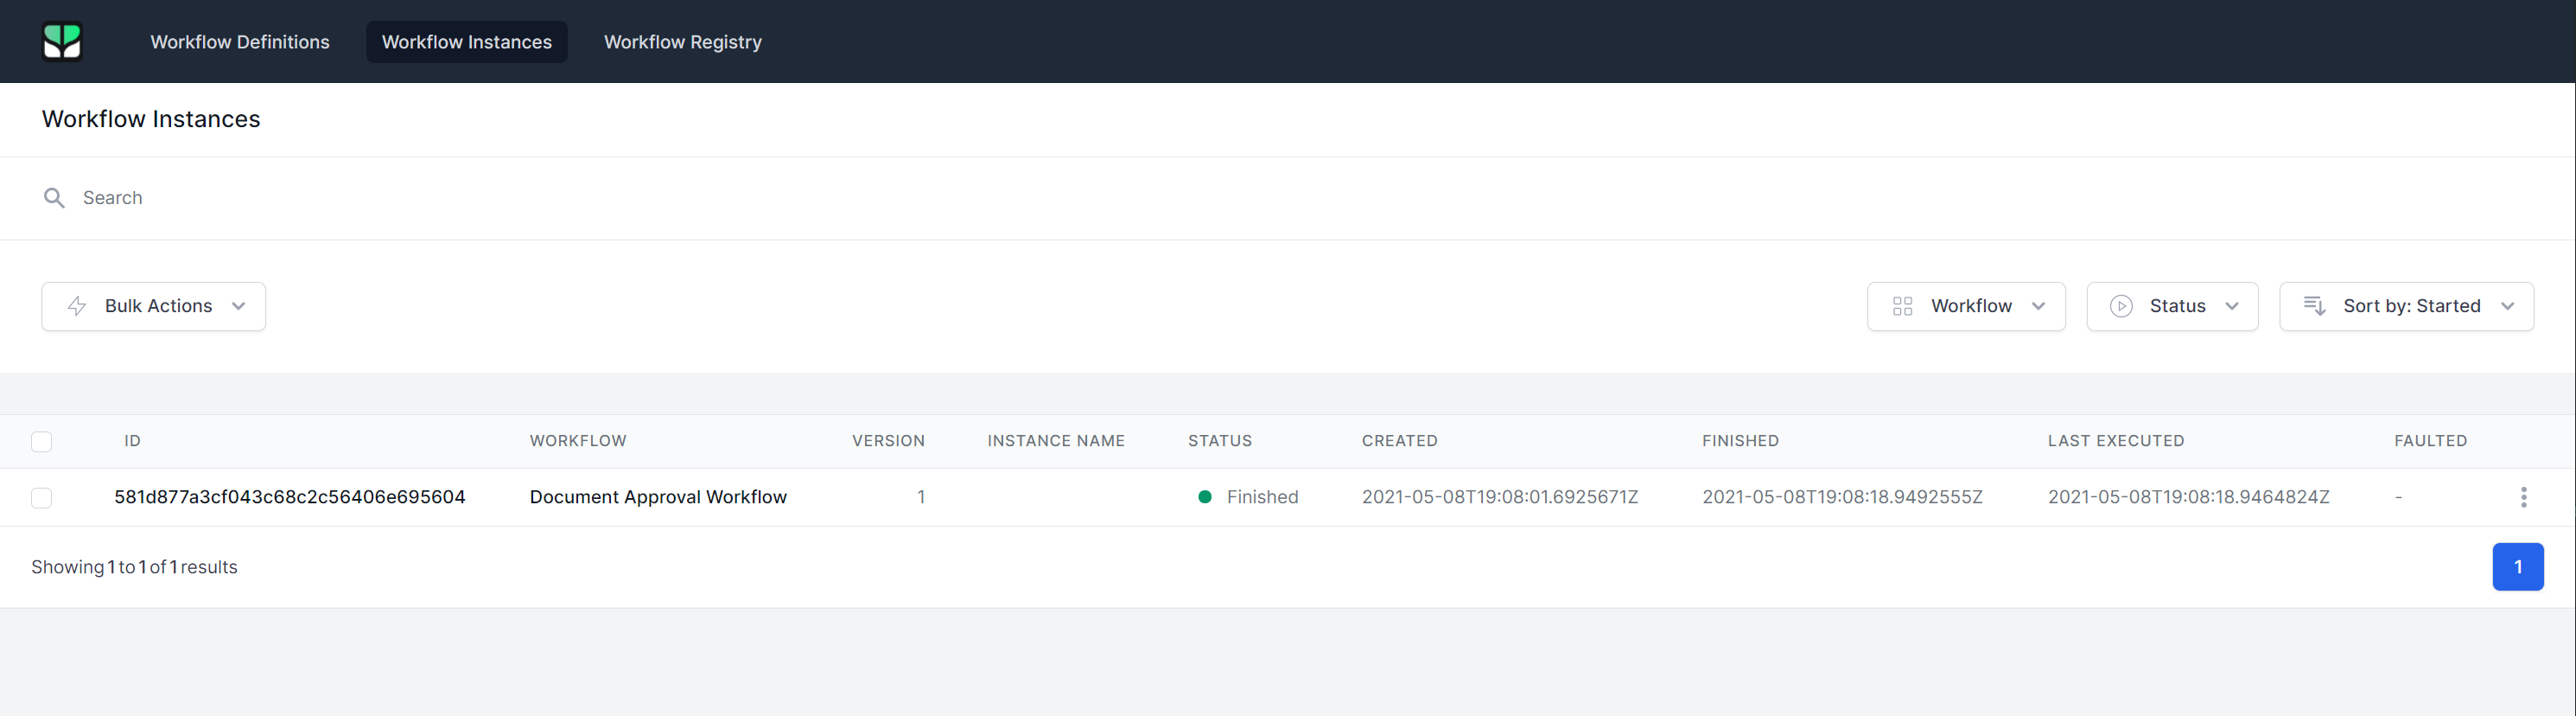 Workflow Definitions Workflow Instances Workflow Registry
Workflow Instances
Search
Bulk Actions Workflow Status Sort by: Started
ID WORKFLOW VERSION INSTANCE NAME STATUS CREATED FINISHED LAST EXECUTED FAULTED
581d877a3cf043c68c2c56406e695604 Document Approval Workflow 1 Finished 2021-05-08T19:08:01.6925671Z 2021-05-08T19:08:18.9492555Z 2021-05-08T19:08:18.9464824Z -
Showing 1 to 1 of 1 results 1